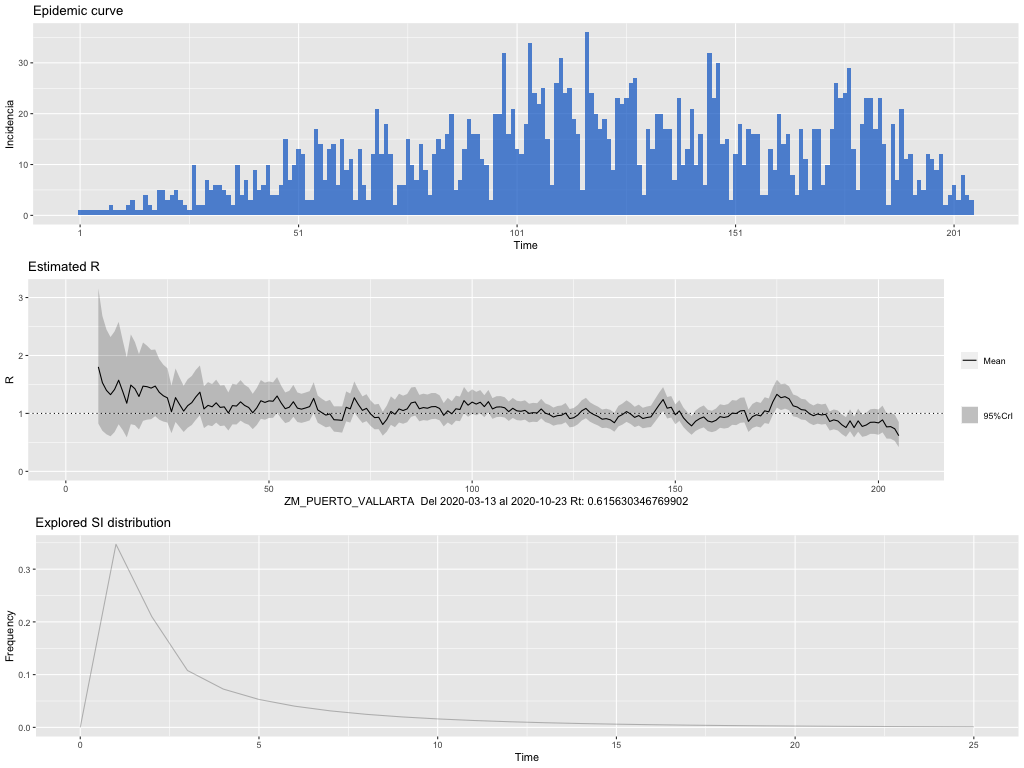 Epidemic curve
30
20
10
0
Incidencia
1 51 101 151 201
Time
Estimated R
3
2
1
0
R
Mean
95%CrI
0 50 100 150 200
ZM_PUERTO_VALLARTA Del 2020-03-13 al 2020-10-23 Rt: 0.615630346769902
Explored SI distribution
0.3
0.2
0.1
0.0
Frequency
0 5 10 15 20 25
Time